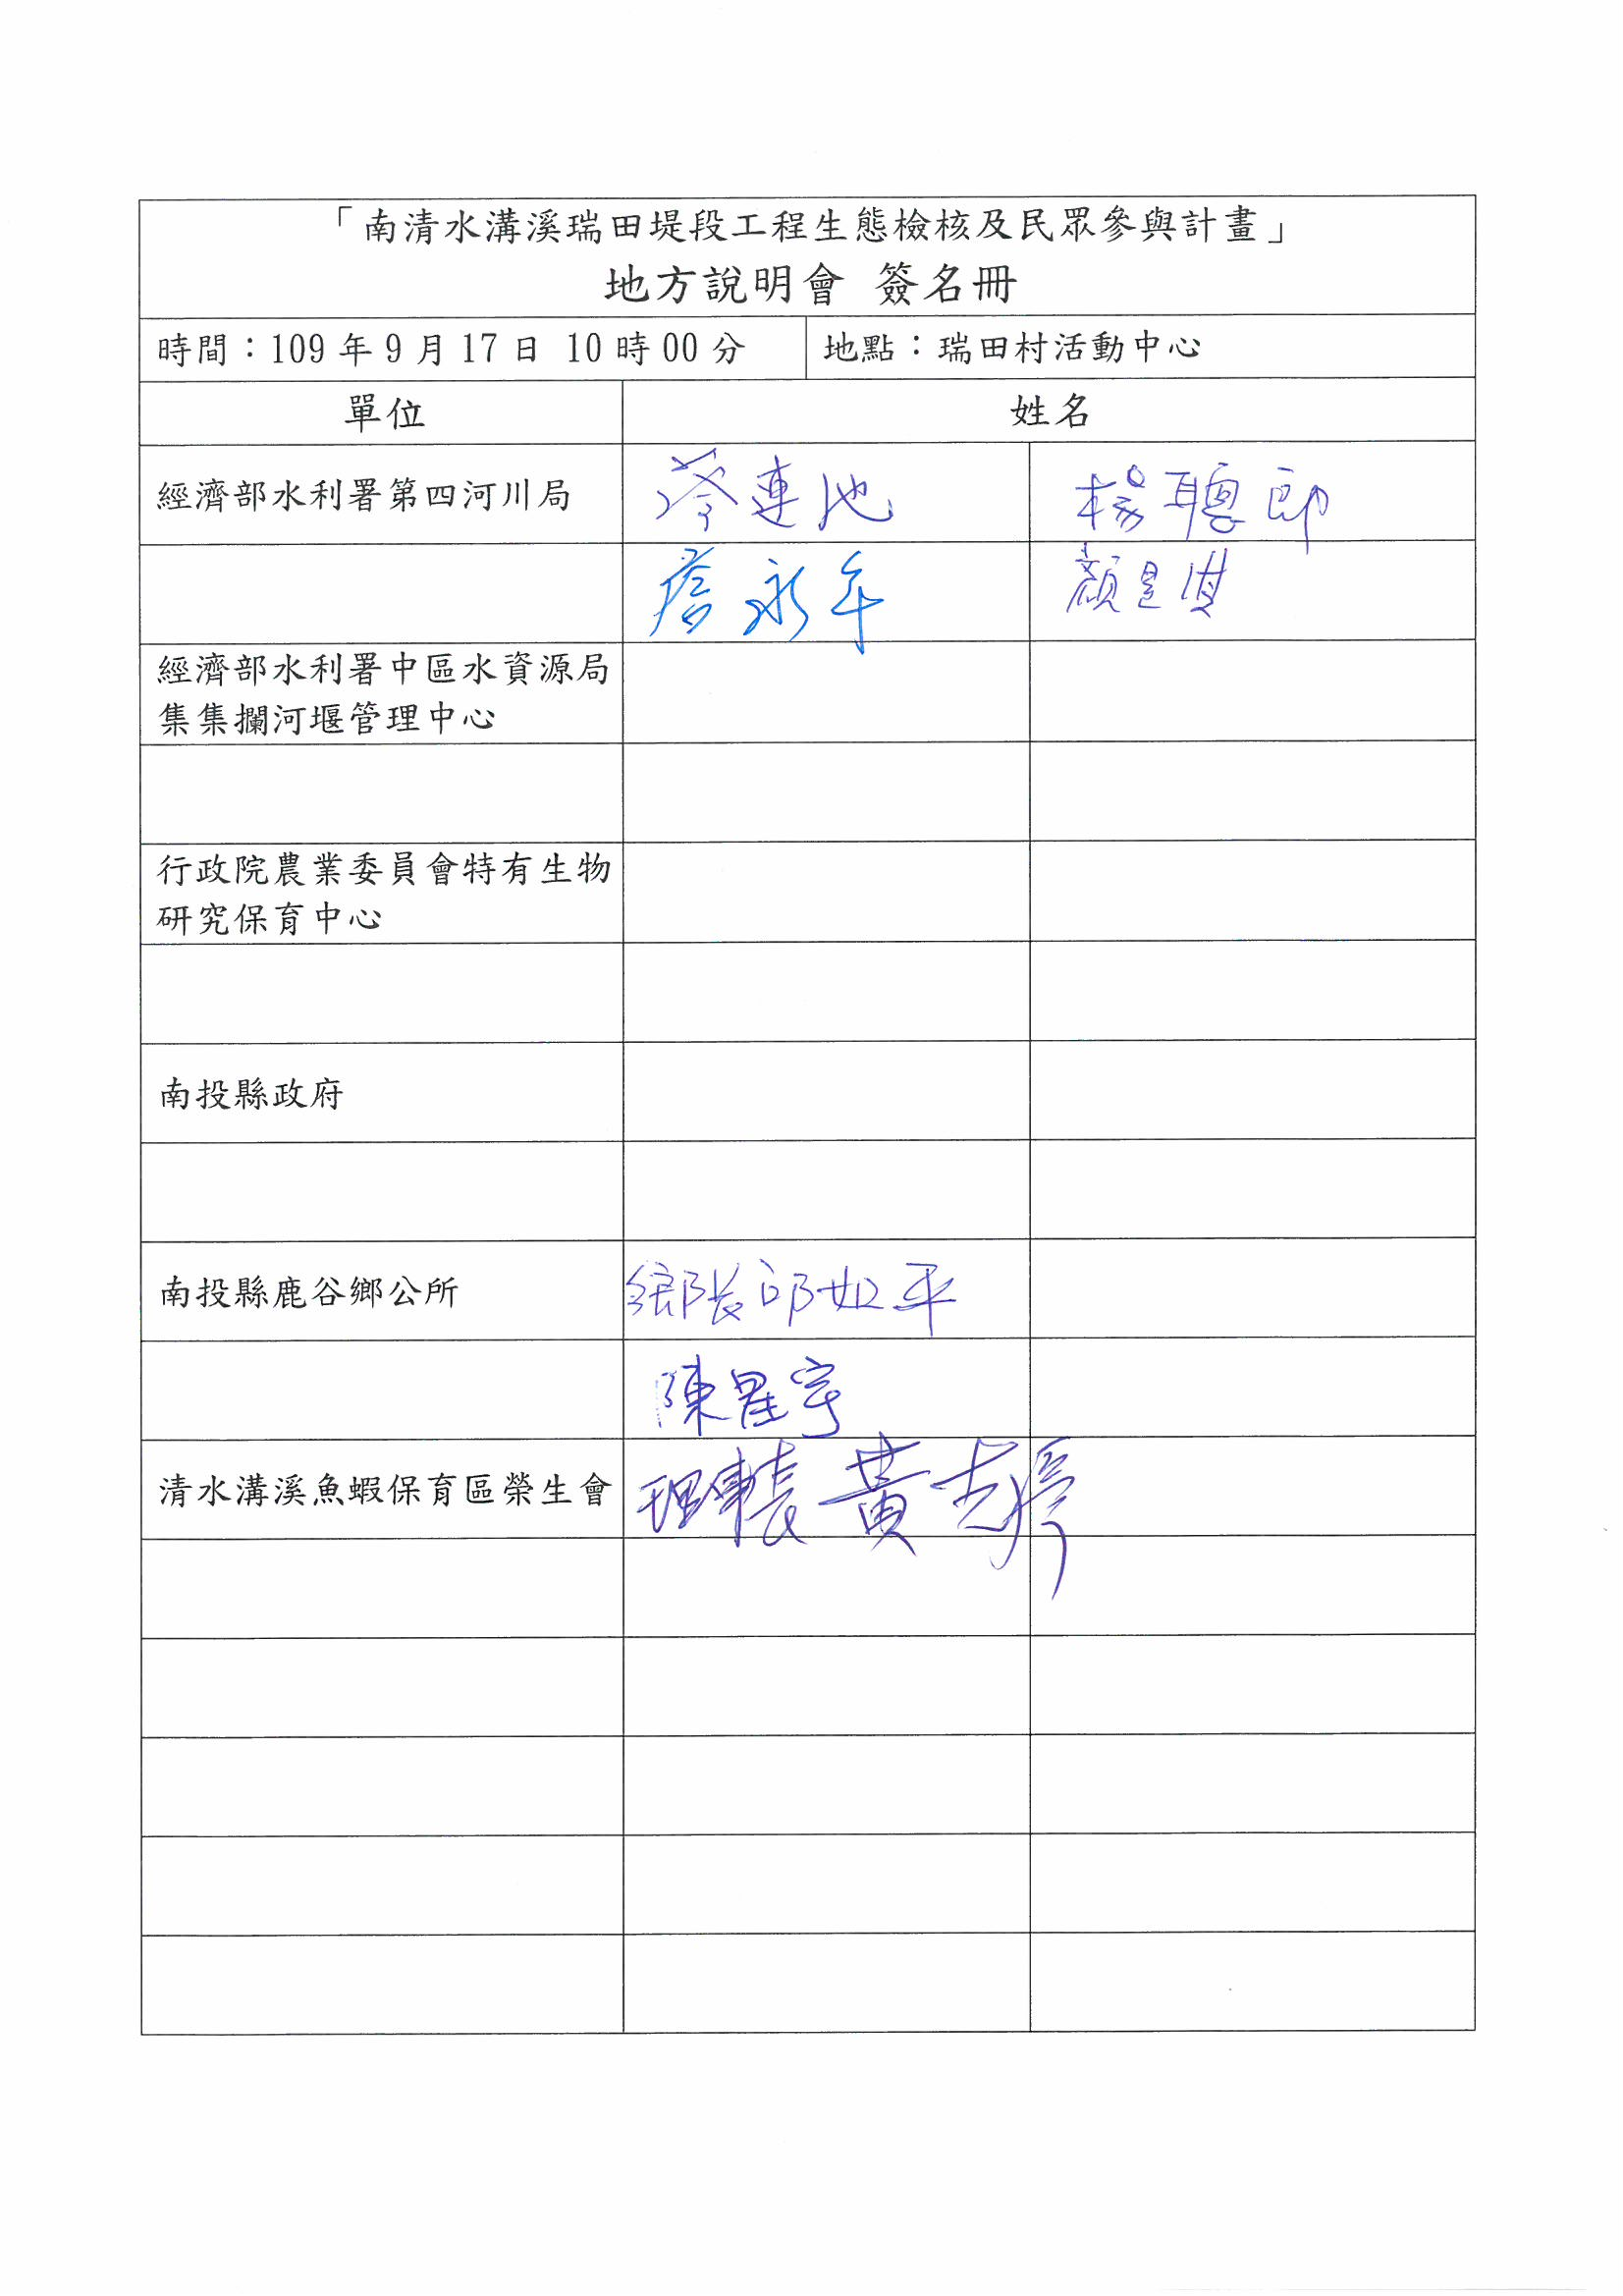 「南清水溝溪瑞田堤段工程生態檢核及民眾參與計畫」
地方說明會 簽名冊
時間：109年9月17日 10時00分
地點：瑞田村活動中心
單位
姓名
經濟部水利署第四河川局
連池
楊聰郎
詹永年
顏
經濟部水利署中區水資源局
集集攔河堰管理中心
行政院農業委員會特有生物
研究保育中心
南投縣政府
南投縣鹿谷鄉公所
鄉長邱如平
陳星宇
清水溝溪魚蝦保育區榮生會
理事長黃